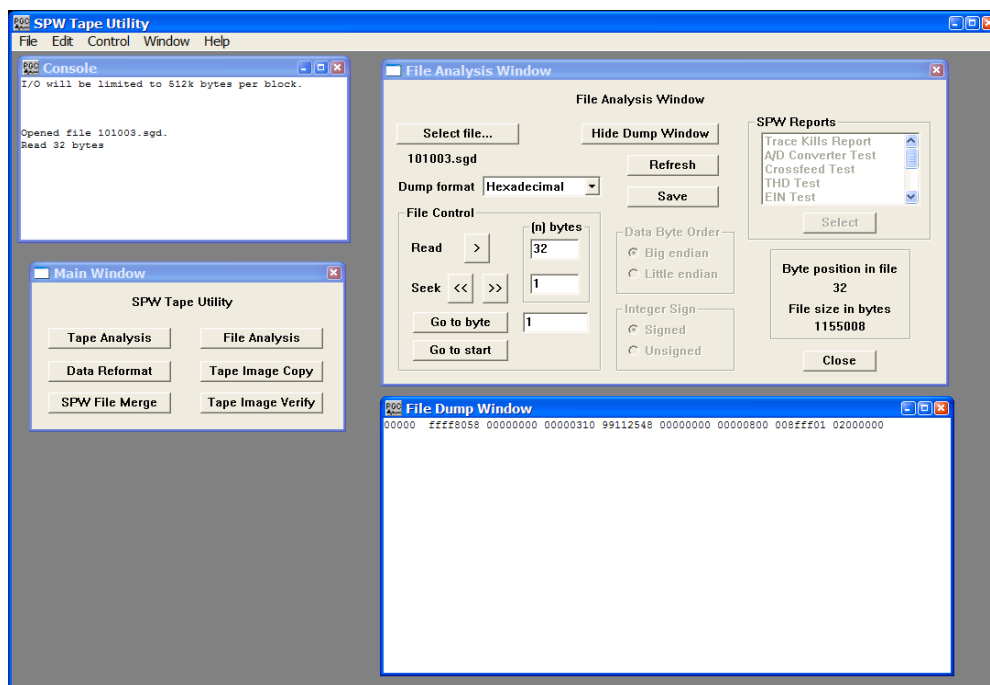 SPW Tape Utility
File Edit Control Window Help
Console
I/O will be limited to 512k bytes per block.
Opened file 101003.sgd.
Read 32 bytes
Main Window
SPW Tape Utility
Tape Analysis File Analysis
Data Reformat Tape Image Copy
SPW File Merge Tape Image Verify
File Analysis Window
File Analysis Window
Select file...
101003.sgd
Dump format Hexadecimal
File Control
(n) bytes
Read > 32
Seek << >> 1
Go to byte 1
Go to start
Hide Dump Window
Refresh
Save
Data Byte Order
Big endian
Little endian
Integer Sign
Signed
Unsigned
SPW Reports
Trace Kills Report
A/D Converter Test
Crossfeed Test
THD Test
EIN Test
Select
Byte position in file
32
File size in bytes
1155008
Close
File Dump Window
00000 ffff8058 00000000 00000310 99112548 00000000 00000800 008fff01 02000000